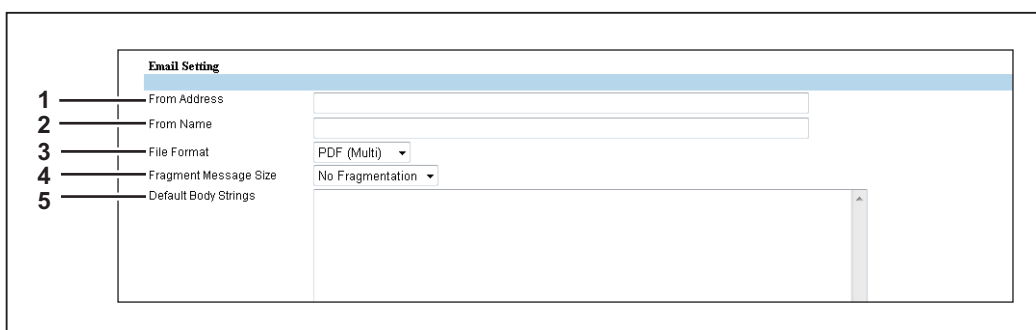 Email Setting
1 From Address
2 From Name
3 File Format PDF (Multi)
4 Fragment Message Size No Fragmentation
5 Default Body Strings